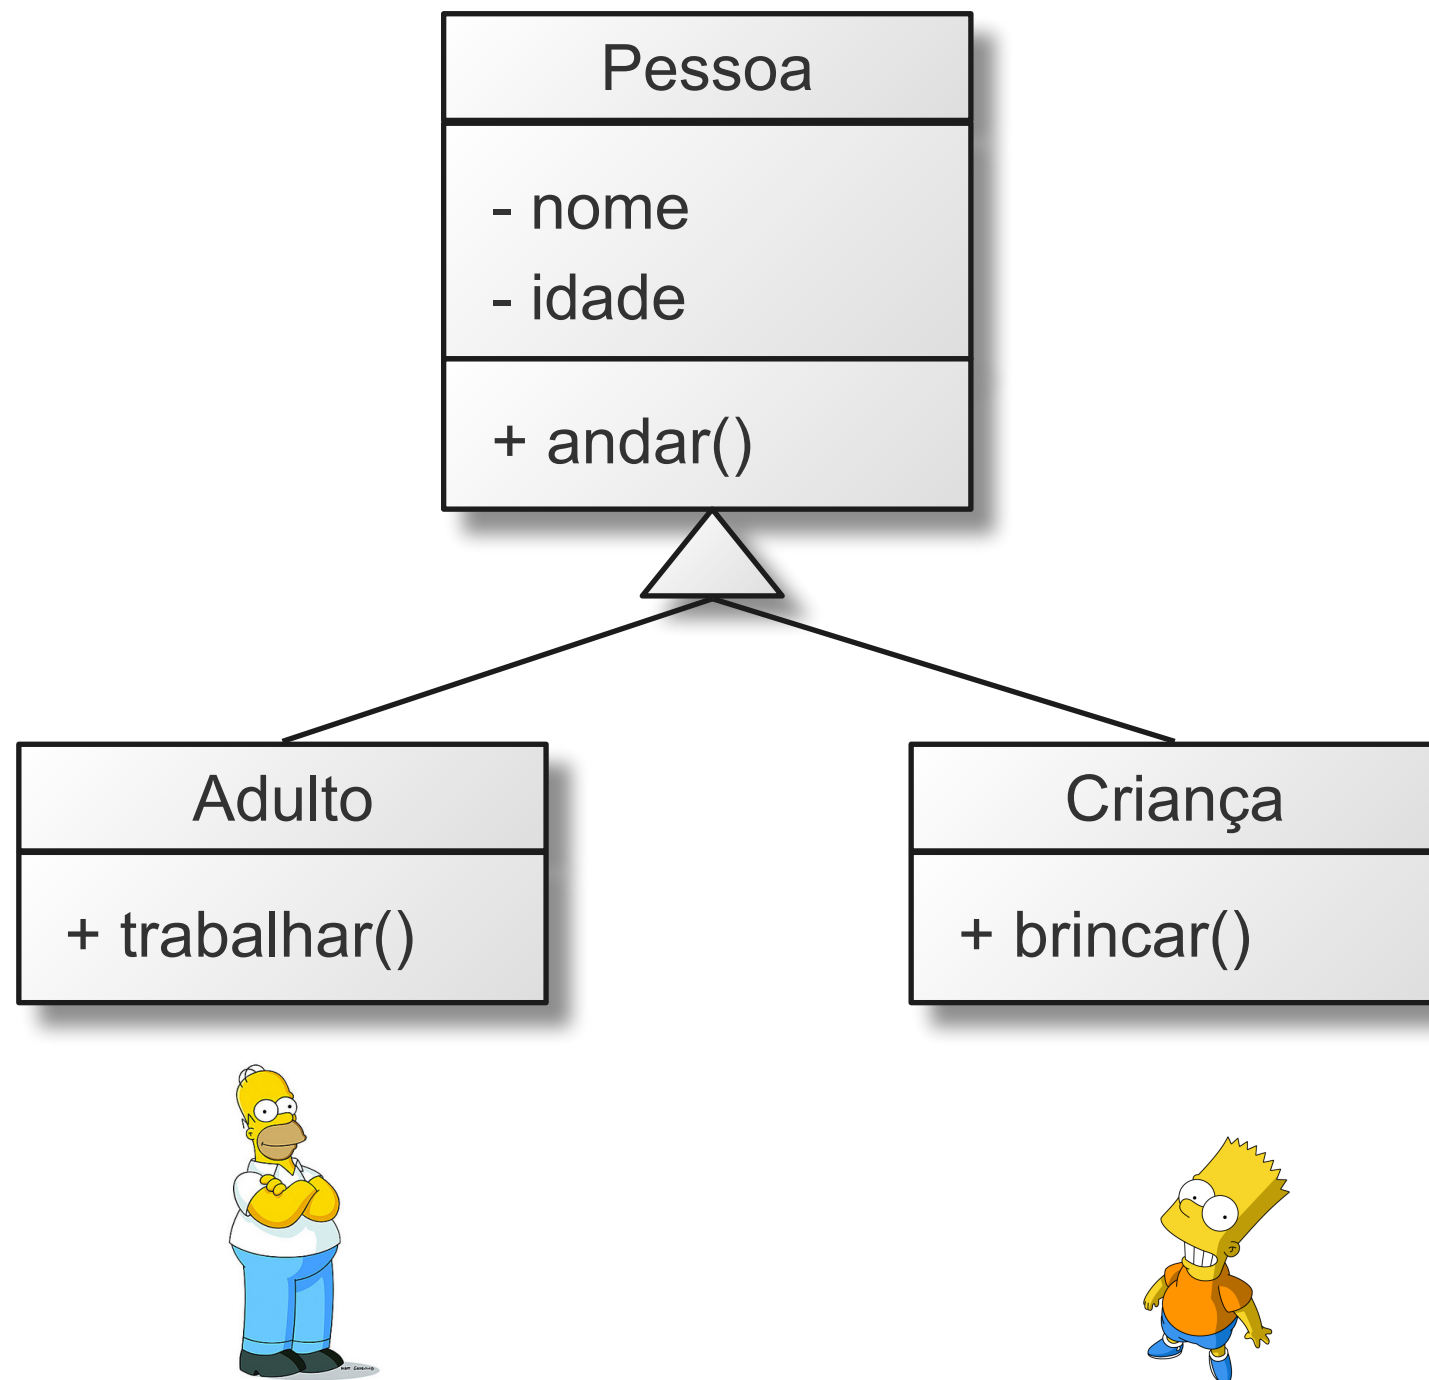 Pessoa
- nome
- idade
+ andar()
Adulto
Criança
+ trabalhar()
+ brincar()